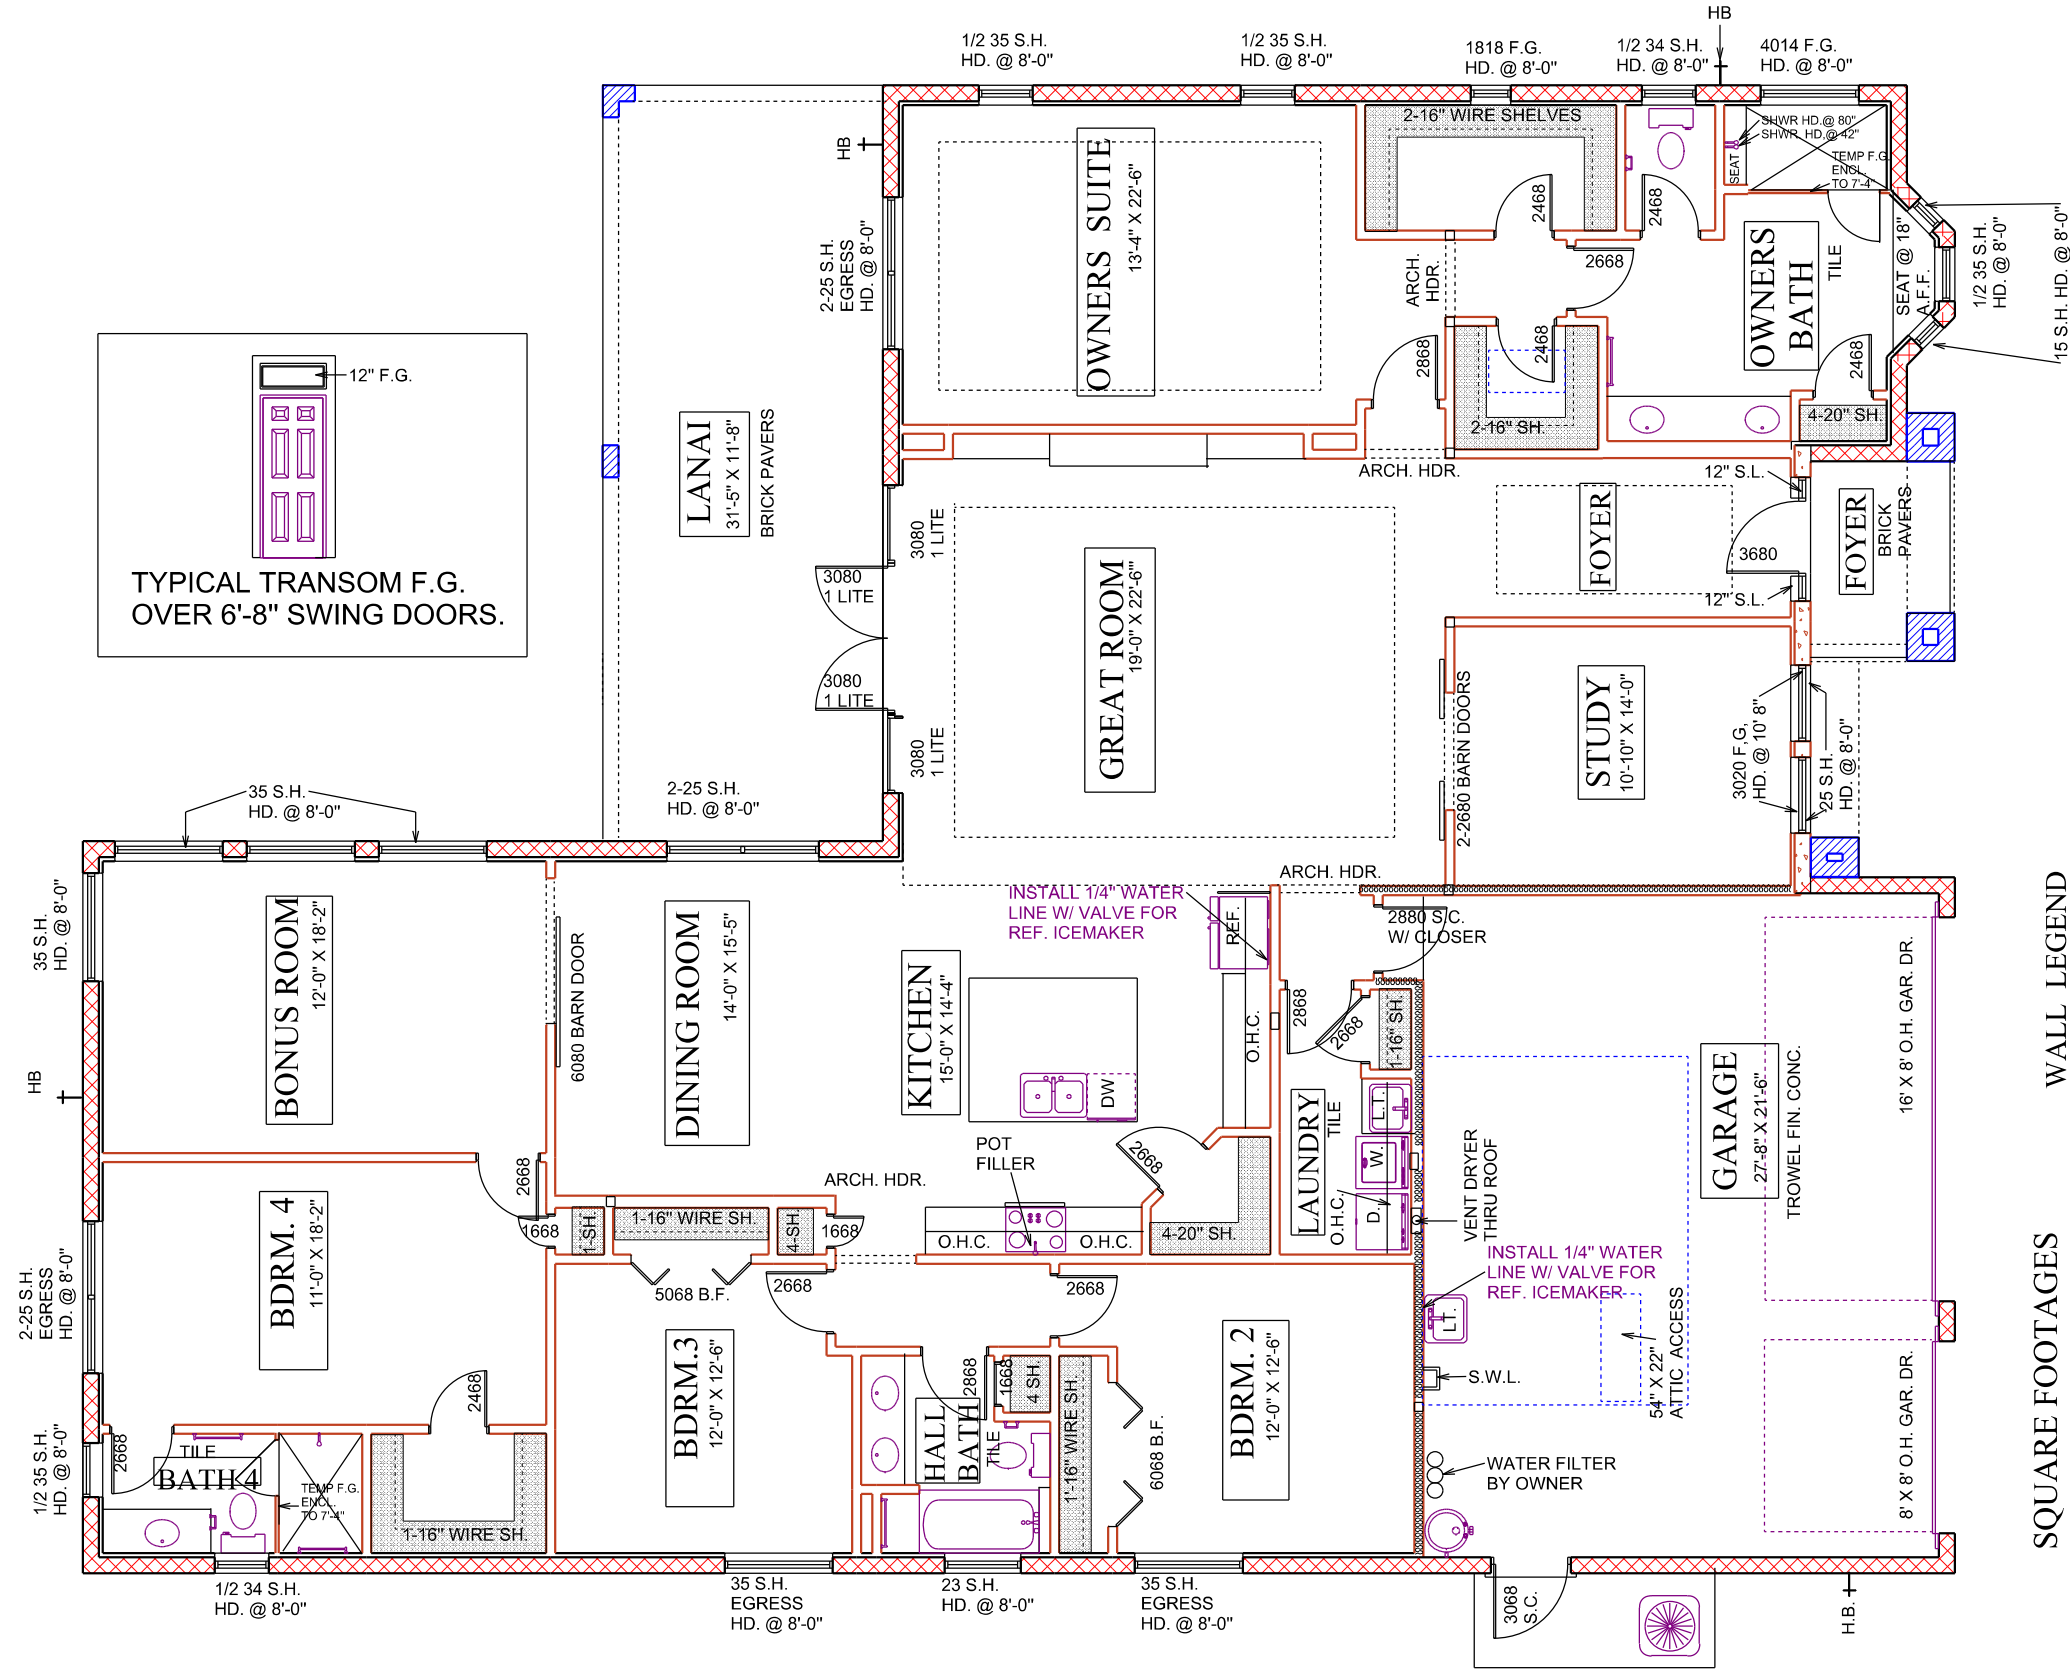 HB
1/2 35 S.H.
HD. @ 8'-0"
1/2 35 S.H.
HD. @ 8'-0"
1818 F.G.
HD. @ 8'-0"
1/2 34 S.H.
HD. @ 8'-0"
4014 F.G.
HD. @ 8'-0"
2-16" WIRE SHELVES
SHWR HD.@ 80"
SHWR. HD,@ 42"
SEAT
TEMP F.G.
ENCL.
TO 7'-4"
HB
2468
2468
2-25 S.H.
EGRESS
HD. @ 8'-0"
OWNERS SUITE
13'-4" X 22'-6"
ARCH.
HDR.
2668
OWNERS
BATH
TILE
SEAT @ 18"
A.F.F.
1/2 35 S.H.
HD. @ 8'-0"
15 S.H. HD. @ 8'-0"
2868
2468
2468
12" F.G.
TYPICAL TRANSOM F.G.
OVER 6'-8" SWING DOORS.
2-16" SH.
4-20" SH.
ARCH. HDR.
LANAI
31'-5" X 11'-8"
BRICK PAVERS
12" S.L.
3080
1 LITE
3080
1 LITE
3080
1 LITE
3080
1 LITE
FOYER
3680
12" S.L.
FOYER
BRICK
PAVERS
GREAT ROOM
19'-0" X 22'-6"'
2-2680 BARN DOORS
STUDY
10'-10" X 14'-0"
3020 F,G,
HD. @ 10' 8"
25 S.H.
HD. @ 8'-0"
35 S.H.
HD. @ 8'-0"
2-25 S.H.
HD. @ 8'-0"
ARCH. HDR.
35 S.H.
HD. @ 8'-0"
BONUS ROOM
12'-0" X 18'-2"
6080 BARN DOOR
DINING ROOM
14'-0" X 15'-5"
INSTALL 1/4" WATER
LINE W/ VALVE FOR
REF. ICEMAKER
REF.
2880 S.C.
W/ CLOSER
KITCHEN
15'-0" X 14'-4"
DW
O.H.C.
2868
2668
1-16" SH.
HB
GARAGE
27'-8" X 21'-6"
TROWEL FIN. CONC.
16' X 8' O.H. GAR. DR.
WALL LEGEND
LAUNDRY
TILE
L.T.
W.
D.
O.H.C.
VENT DRYER
THRU ROOF
POT
FILLER
2668
2668
ARCH. HDR.
4-20" SH.
O.H.C.
O.H.C.
BDRM. 4
11'-0" X 18'-2"
1668
1-SH.
1-16" WIRE SH.
4-SH.
1668
2-25 S.H.
EGRESS
HD. @ 8'-0"
5068 B.F.
2668
2668
INSTALL 1/4" WATER
LINE W/ VALVE FOR
REF. ICEMAKER
LT.
54" X 22"
ATTIC ACCESS
SQUARE FOOTAGES
BDRM.3
12'-0" X 12'-6"
2868
1668
4 SH.
HALL
BATH
TILE
1'-16" WIRE SH.
6068 B.F.
BDRM. 2
12'-0" X 12'-6"
S.W.L.
8' X 8' O.H. GAR. DR.
2468
1/2 35 S.H.
HD. @ 8'-0"
2668
TILE
BATH 4
TEMP F.G.
ENCL.
TO 7'-4"
1-16" WIRE SH.
WATER FILTER
BY OWNER
1/2 34 S.H.
HD. @ 8'-0"
35 S.H.
EGRESS
HD. @ 8'-0"
23 S.H.
HD. @ 8'-0"
35 S.H.
EGRESS
HD. @ 8'-0"
3068
S.C.
H.B.